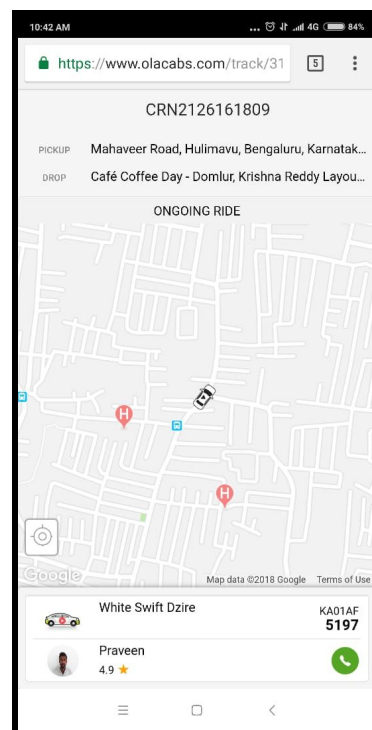 10:42 AM ... 4G 84%
https://www.olacabs.com/track/31 5
CRN2126161809
PICKUP Mahaveer Road, Hulimavu, Bengaluru, Karnatak...
DROP Café Coffee Day - Domlur, Krishna Reddy Layou...
ONGOING RIDE
H
H
Google Map data ©2018 Google Terms of Use
White Swift Dzire KA01AF
5197
Praveen
4.9 ★